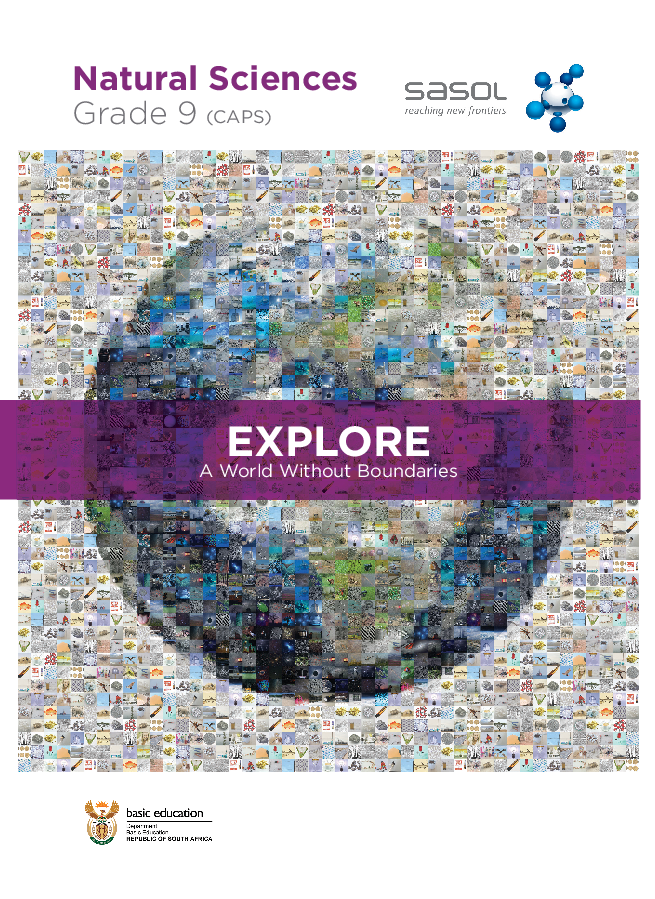 Natural Sciences
Grade 9 (CAPS)
sasol
reaching new frontiers
EXPLORE
A World Without Boundaries
basic education
Department:
Basic Education
REPUBLIC OF SOUTH AFRICA